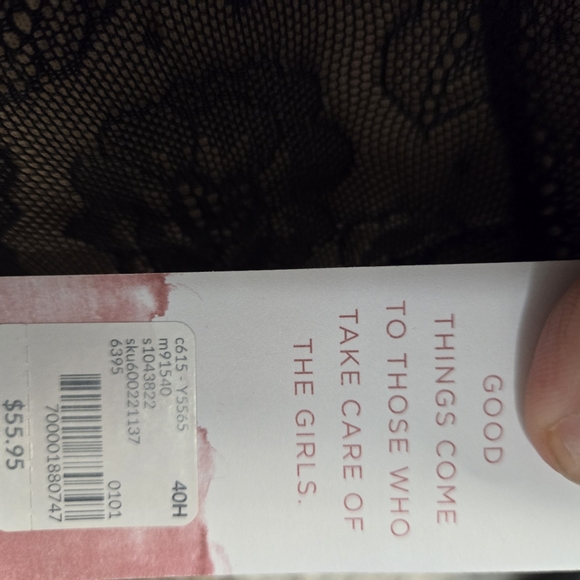 GOOD
THINGS COME
TO THOSE WHO
TAKE CARE OF
THE GIRLS.
c615 - Y5565 40H
m91540
s1043822
sku600221137
6395 0101
700001880747
$55.95